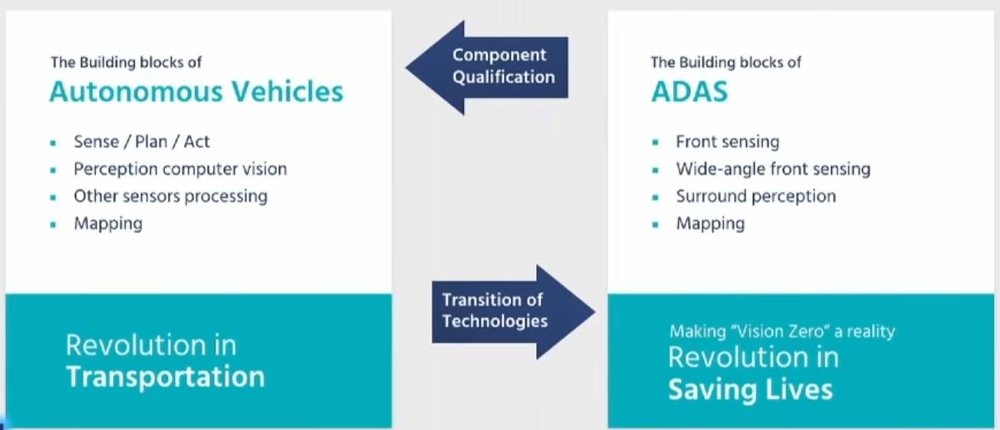 The Building blocks of
Autonomous Vehicles
Sense / Plan / Act
Perception computer vision
Other sensors processing
Mapping
Revolution in
Transportation
Component
Qualification
Transition of
Technologies
The Building blocks of
ADAS
Front sensing
Wide-angle front sensing
Surround perception
Mapping
Making “Vision Zero” a reality
Revolution in
Saving Lives